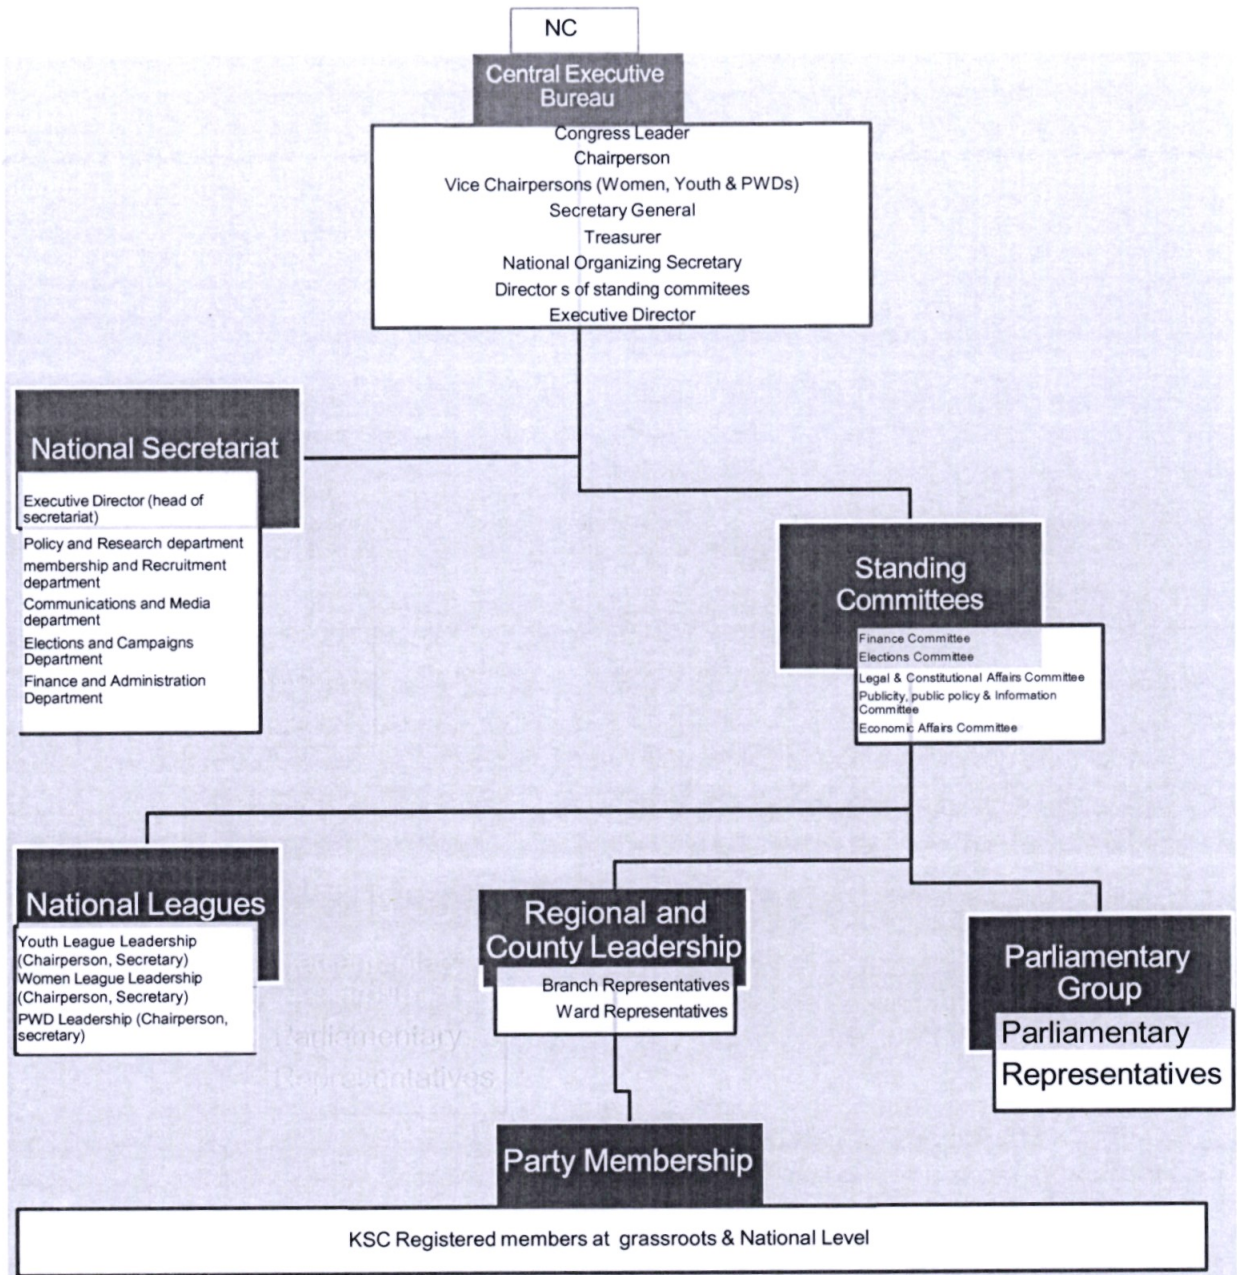 NC
Central Executive
Bureau
Congress Leader
Chairperson
Vice Chairpersons (Women, Youth & PWDs)
Secretary General
Treasurer
National Organizing Secretary
Director s of standing commitees
Executive Director
National Secretariat
Executive Director (head of
secretariat)
Policy and Research department
membership and Recruitment
department
Communications and Media
department
Elections and Campaigns
Department
Finance and Administration
Department
Standing
Committees
Finance Committee
Elections Committee
Legal & Constitutional Affairs Committee
Publicity, public policy & Information
Committee
Economic Affairs Committee
National Leagues
Youth League Leadership
(Chairperson, Secretary)
Women League Leadership
(Chairperson, Secretary)
PWD Leadership (Chairperson,
secretary)
Regional and
County Leadership
Branch Representatives
Ward Representatives
Parliamentary
Group
Parliamentary
Representatives
Parliamentary
Representatives
Party Membership
KSC Registered members at grassroots & National Level